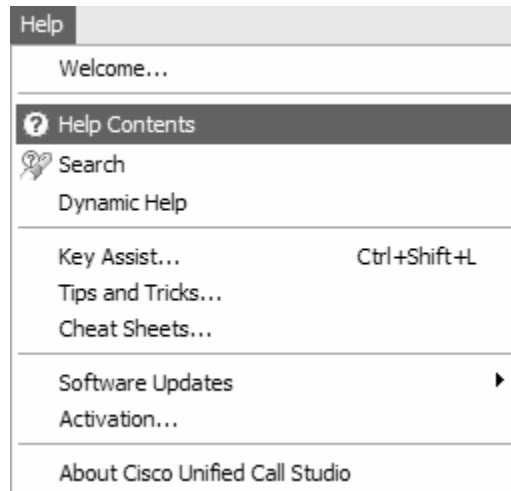 Help
Welcome...
Help Contents
Search
Dynamic Help
Key Assist... Ctrl+Shift+L
Tips and Tricks...
Cheat Sheets...
Software Updates
Activation...
About Cisco Unified Call Studio